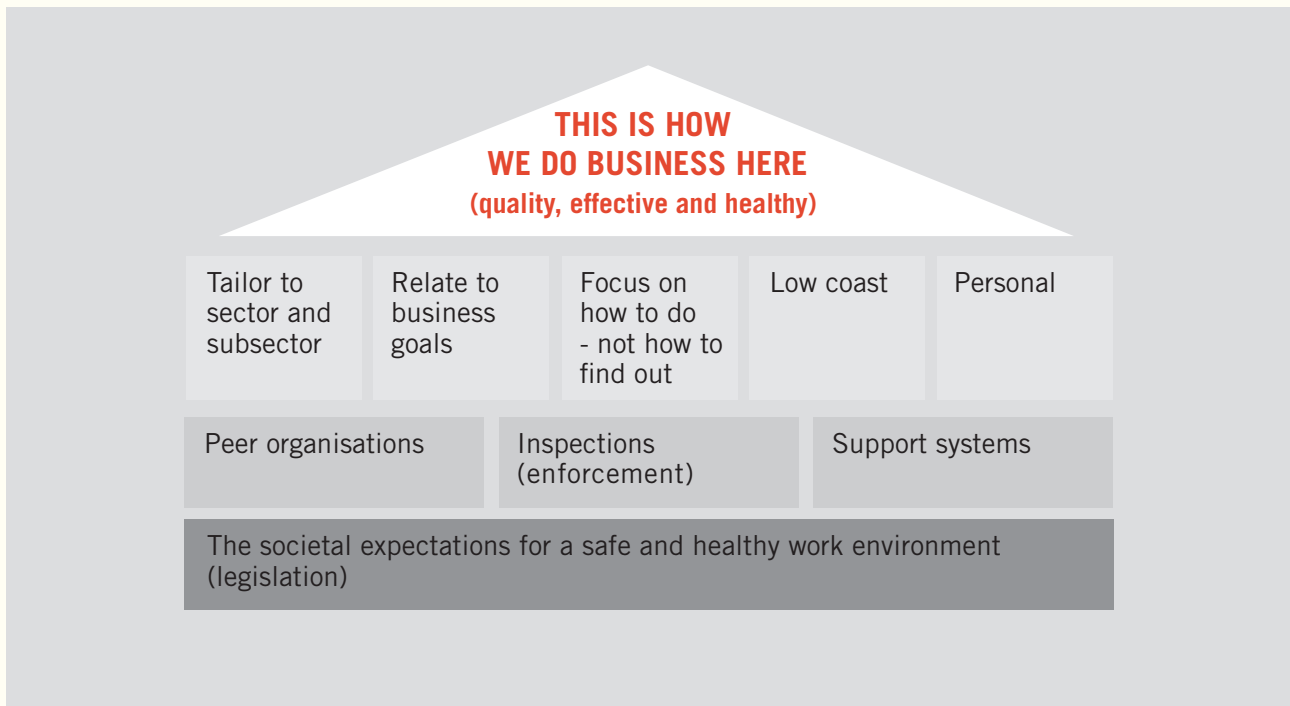 THIS IS HOW
WE DO BUSINESS HERE
(quality, effective and healthy)
Tailor to
sector and
subsector
Relate to
business
goals
Focus on
how to do
- not how to
find out
Low coast
Personal
Peer organisations
Inspections
(enforcement)
Support systems
The societal expectations for a safe and healthy work environment
(legislation)